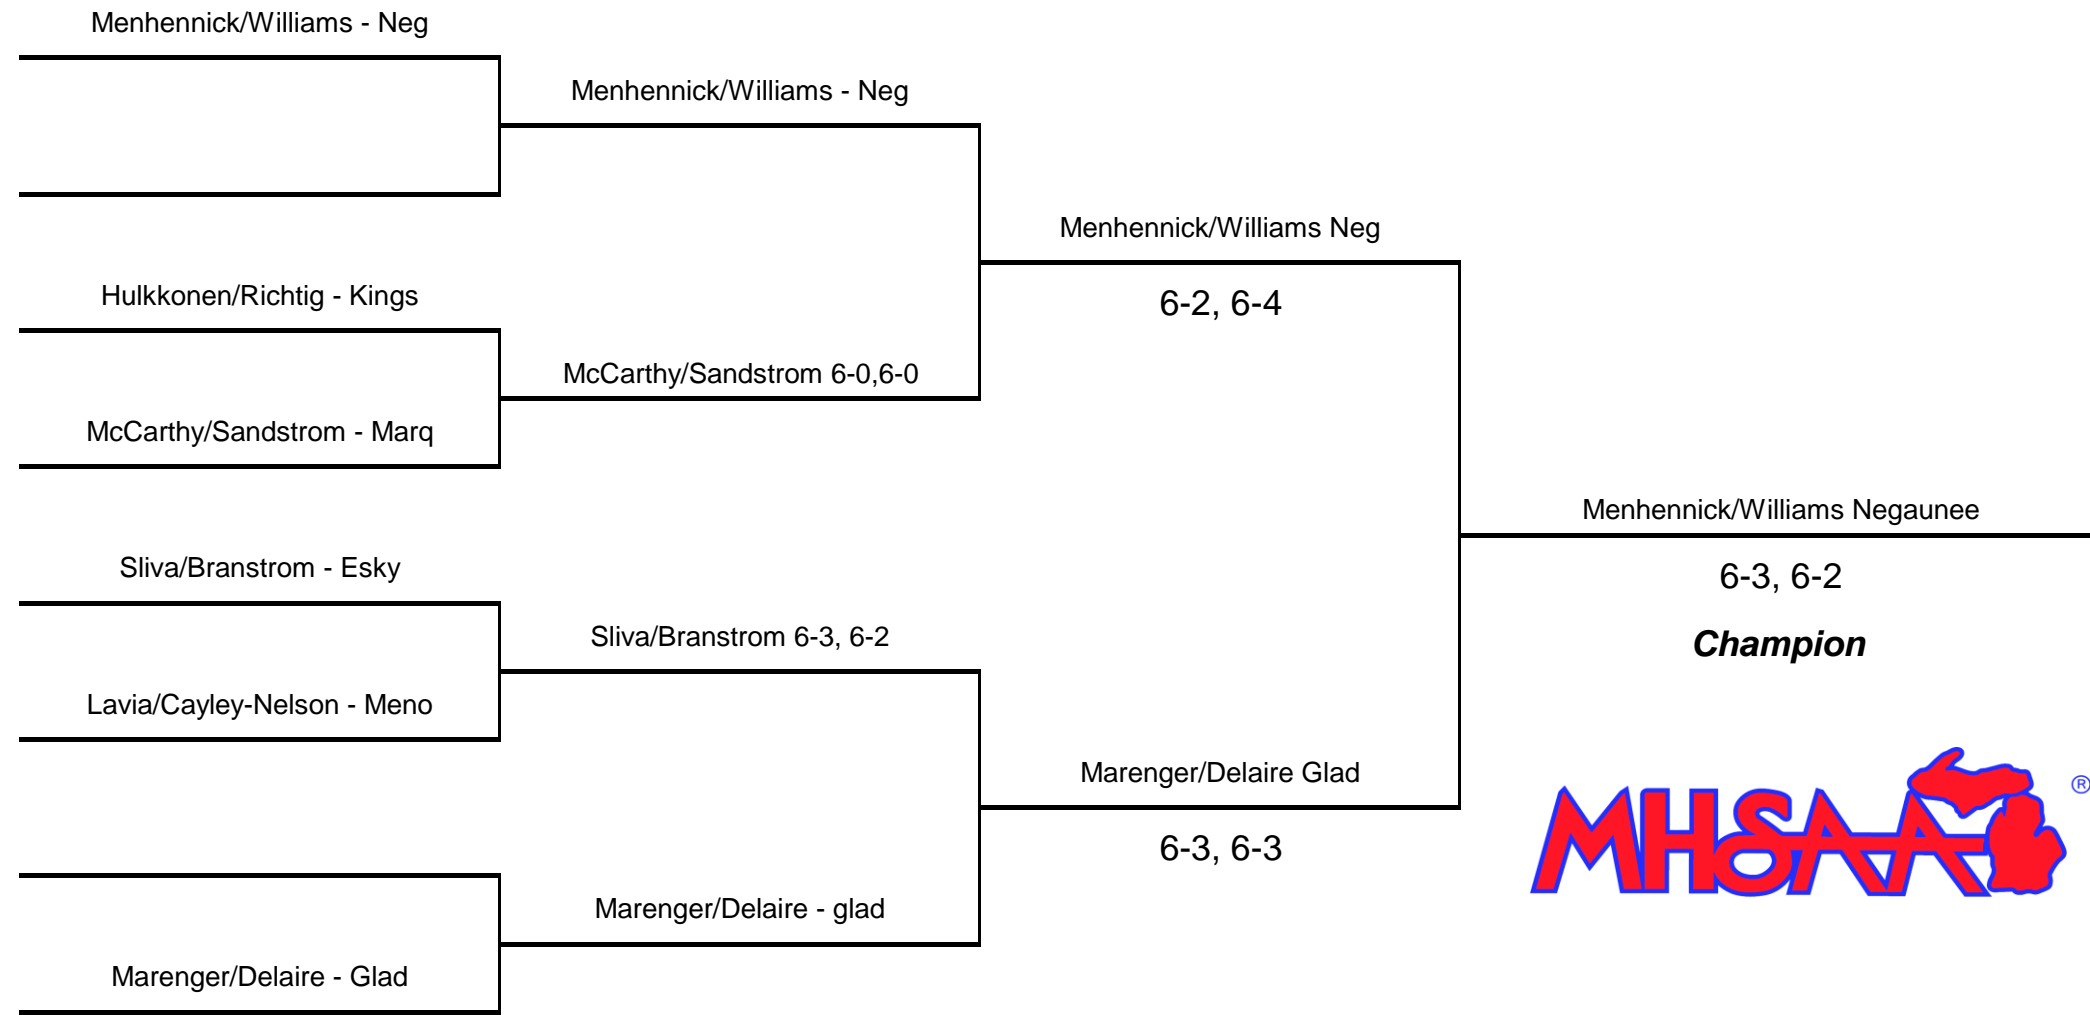 Menhennick/Williams - Neg
Menhennick/Williams - Neg
Menhennick/Williams Neg
6-2, 6-4
Hulkkonen/Richtig - Kings
McCarthy/Sandstrom 6-0,6-0
McCarthy/Sandstrom - Marq
Menhennick/Williams Negaunee
6-3, 6-2
Champion
Sliva/Branstrom - Esky
Sliva/Branstrom 6-3, 6-2
Lavia/Cayley-Nelson - Meno
Marenger/Delaire Glad
6-3, 6-3
Marenger/Delaire - glad
Marenger/Delaire - Glad
MHSAA ®